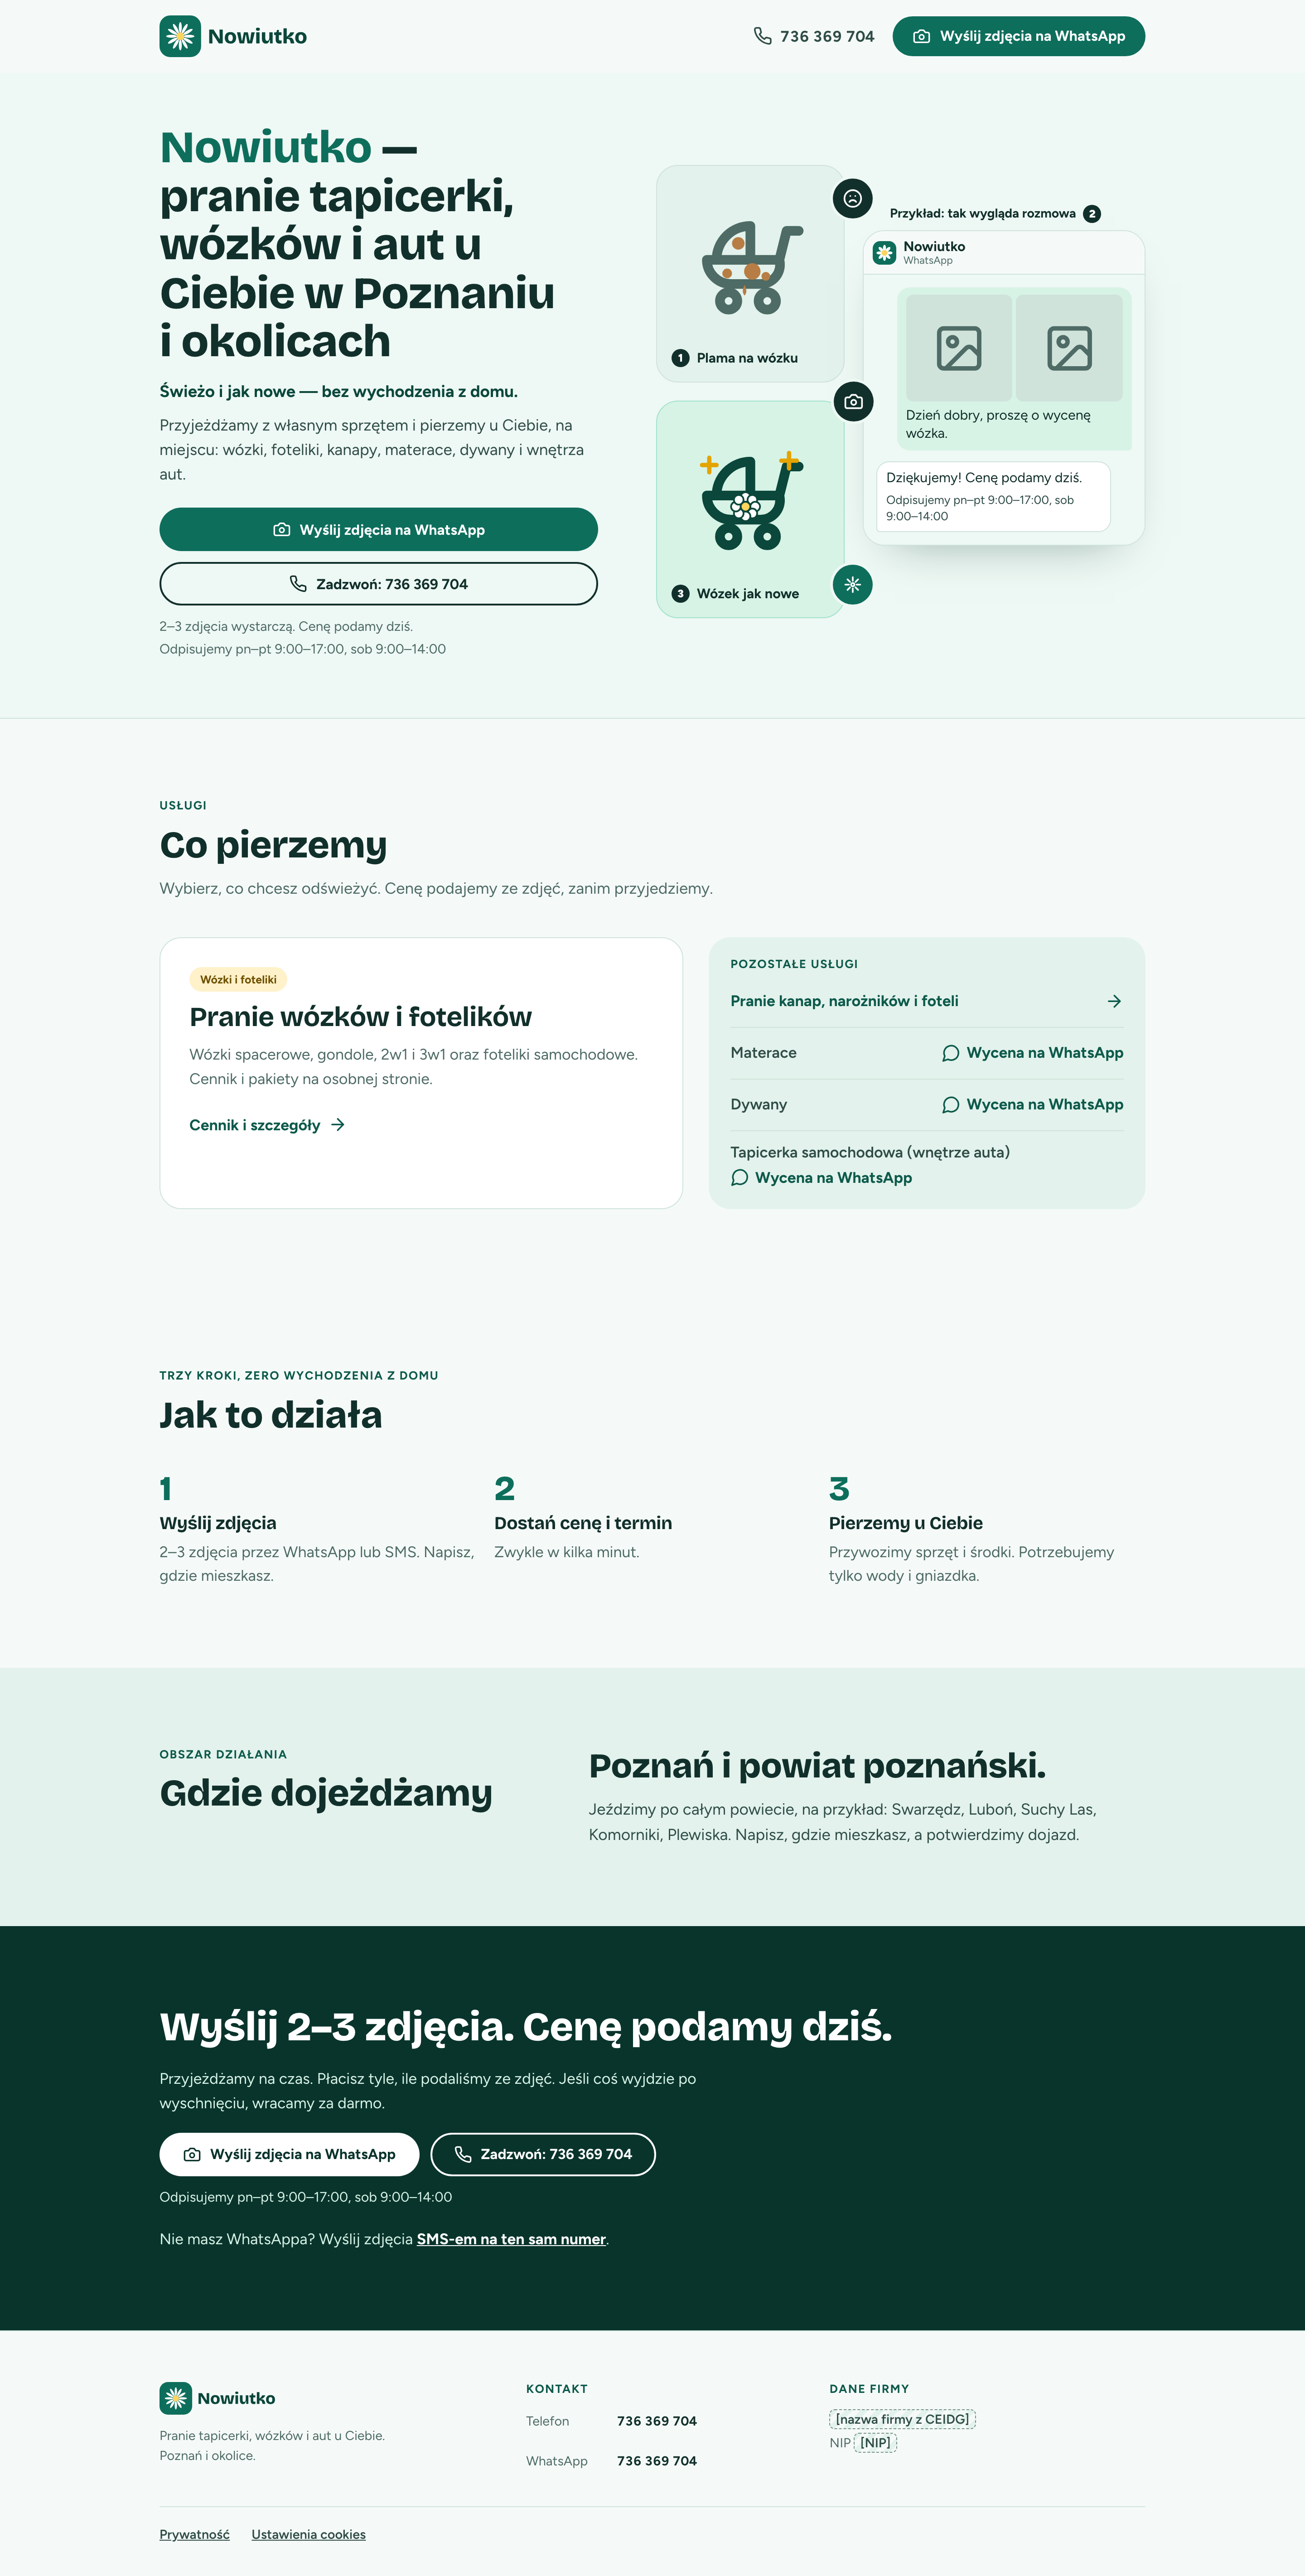 Nowiutko
736 369 704
Wyślij zdjęcia na WhatsApp
Nowiutko —
pranie tapicerki,
wózków i aut u
Ciebie w Poznaniu
i okolicach
Świeżo i jak nowe — bez wychodzenia z domu.
Przyjeżdżamy z własnym sprzętem i pierzemy u Ciebie, na
miejscu: wózki, foteliki, kanapy, materace, dywany i wnętrza
aut.
Wyślij zdjęcia na WhatsApp
Zadzwoń: 736 369 704
2–3 zdjęcia wystarczą. Cenę podamy dziś.
Odpisujemy pn–pt 9:00–17:00, sob 9:00–14:00
1 Plama na wózku
Przykład: tak wygląda rozmowa 2
Nowiutko
WhatsApp
Dzień dobry, proszę o wycenę
wózka.
Dziękujemy! Cenę podamy dziś.
Odpisujemy pn–pt 9:00–17:00, sob
9:00–14:00
3 Wózek jak nowe
USŁUGI
Co pierzemy
Wybierz, co chcesz odświeżyć. Cenę podajemy ze zdjęć, zanim przyjedziemy.
Wózki i foteliki
Pranie wózków i fotelików
Wózki spacerowe, gondole, 2w1 i 3w1 oraz foteliki samochodowe.
Cennik i pakiety na osobnej stronie.
Cennik i szczegóły
POZOSTAŁE USŁUGI
Pranie kanap, narożników i foteli
Materace Wycena na WhatsApp
Dywany Wycena na WhatsApp
Tapicerka samochodowa (wnętrze auta)
Wycena na WhatsApp
TRZY KROKI, ZERO WYCHODZENIA Z DOMU
Jak to działa
1
Wyślij zdjęcia
2–3 zdjęcia przez WhatsApp lub SMS. Napisz,
gdzie mieszkasz.
2
Dostań cenę i termin
Zwykle w kilka minut.
3
Pierzemy u Ciebie
Przywozimy sprzęt i środki. Potrzebujemy
tylko wody i gniazdka.
OBSZAR DZIAŁANIA
Gdzie dojeżdżamy
Poznań i powiat poznański.
Jeździmy po całym powiecie, na przykład: Swarzędz, Luboń, Suchy Las,
Komorniki, Plewiska. Napisz, gdzie mieszkasz, a potwierdzimy dojazd.
Wyślij 2–3 zdjęcia. Cenę podamy dziś.
Przyjeżdżamy na czas. Płacisz tyle, ile podaliśmy ze zdjęć. Jeśli coś wyjdzie po
wyschnięciu, wracamy za darmo.
Wyślij zdjęcia na WhatsApp
Zadzwoń: 736 369 704
Odpisujemy pn–pt 9:00–17:00, sob 9:00–14:00
Nie masz WhatsAppa? Wyślij zdjęcia SMS-em na ten sam numer.
Nowiutko
Pranie tapicerki, wózków i aut u Ciebie.
Poznań i okolice.
KONTAKT
Telefon 736 369 704
WhatsApp 736 369 704
DANE FIRMY
[nazwa firmy z CEIDG]
NIP [NIP]
Prywatność
Ustawienia cookies